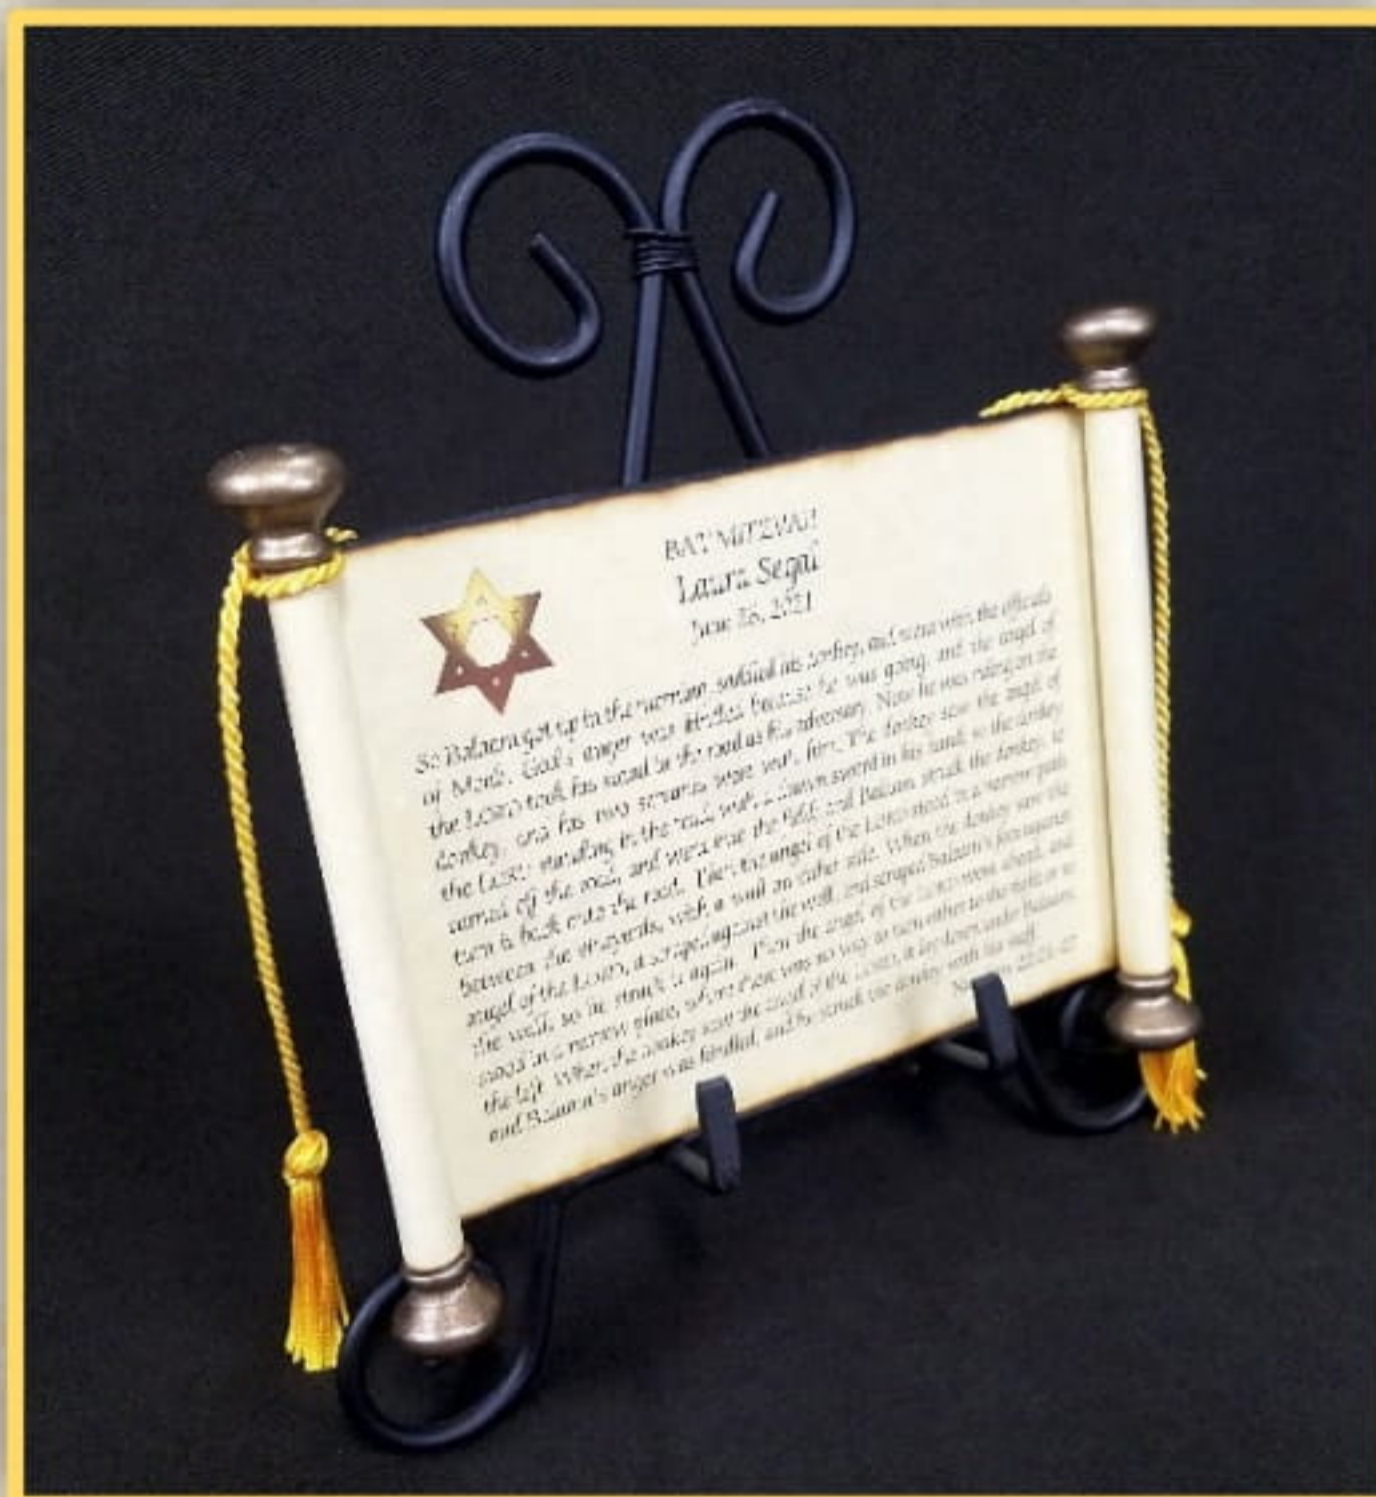 BAT MITZVAH
Laura Segal
June 26, 2021
So Balaam got up in the morning, saddled his donkey, and went with the officials
of Moab. God's anger was kindled because he was going, and the angel of
the LORD took his stand in the road as his adversary. Now he was riding on the
donkey, and his two servants were with him. The donkey saw the angel of
the LORD standing in the road, with a drawn sword in his hand; so the donkey
turned off the road, and went into the field; and Balaam struck the donkey, to
turn it back onto the road. Then the angel of the LORD stood in a narrow path
between the vineyards, with a wall on either side. When the donkey saw the
angel of the LORD, it scraped against the wall, and scraped Balaam's foot against
the wall; so he struck it again. Then the angel of the LORD went ahead, and
stood in a narrow place, where there was no way to turn either to the right or to
the left. When the donkey saw the angel of the LORD, it lay down under Balaam;
and Balaam's anger was kindled, and he struck the donkey with his staff.
22:21-27